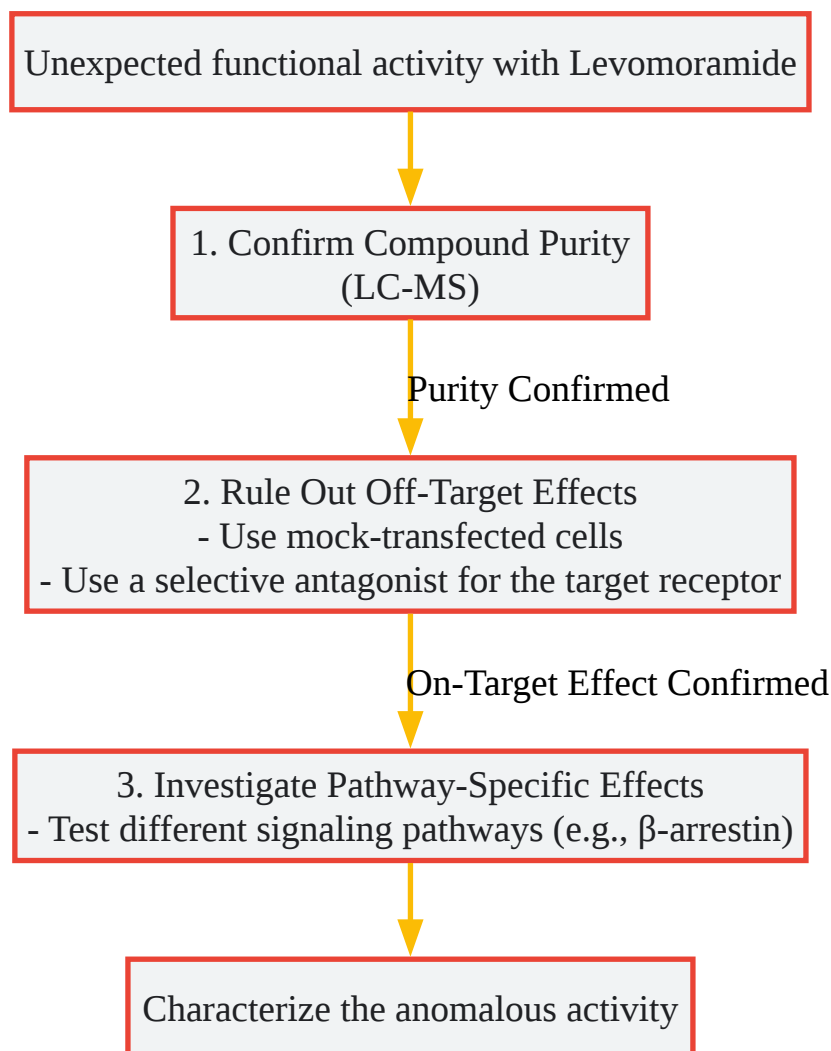 Unexpected functional activity with Levomoramide
1. Confirm Compound Purity
(LC-MS)
Purity Confirmed
2. Rule Out Off-Target Effects
- Use mock-transfected cells
- Use a selective antagonist for the target receptor
On-Target Effect Confirmed
3. Investigate Pathway-Specific Effects
- Test different signaling pathways (e.g., β-arrestin)
Characterize the anomalous activity